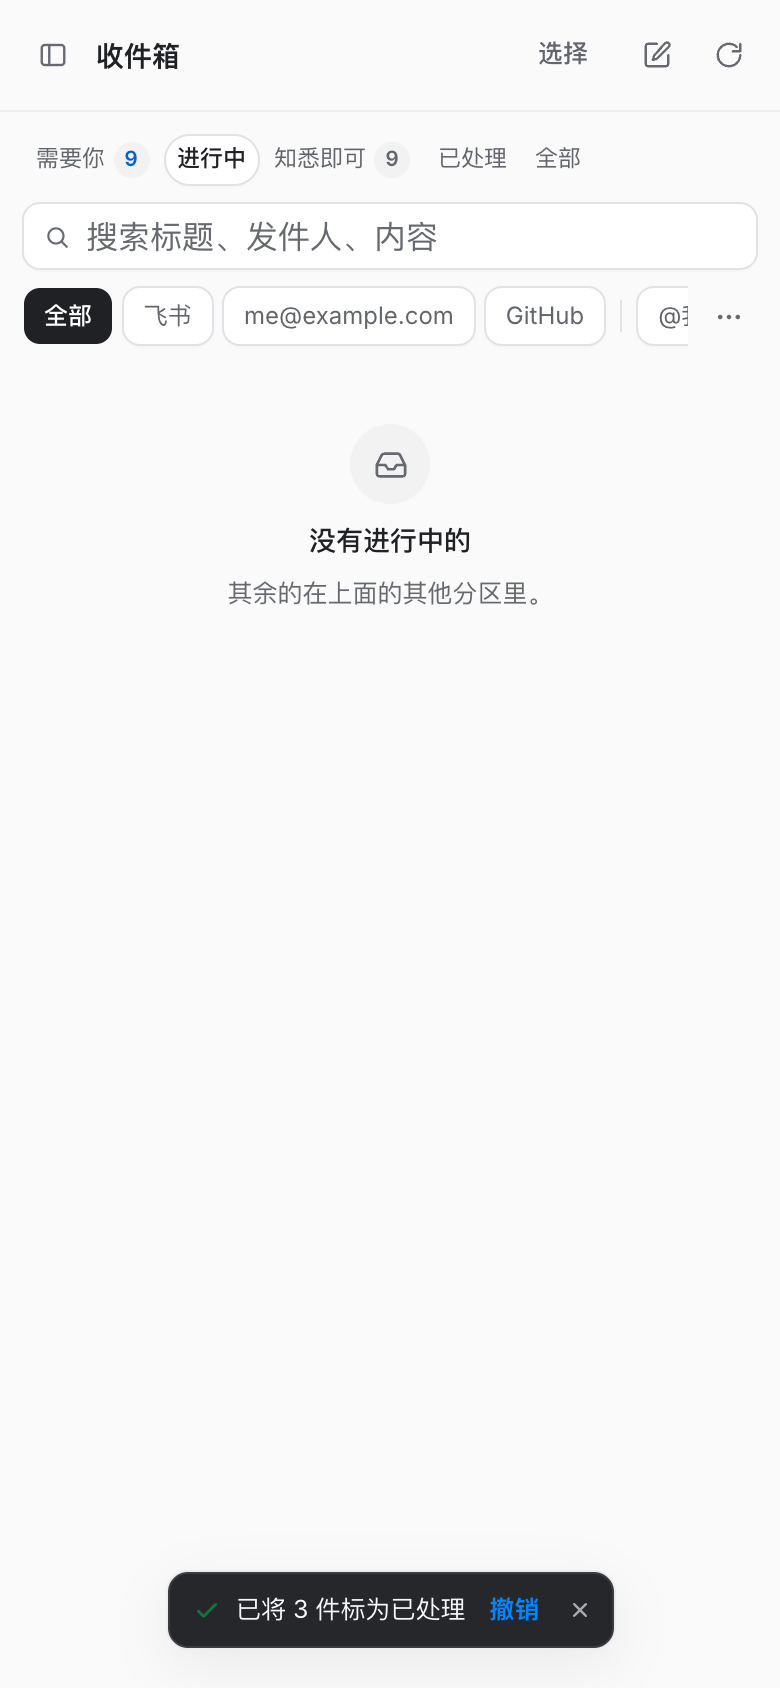 收件箱 选择
需要你 9 进行中 知悉即可 9 已处理 全部
搜索标题、发件人、内容
全部 飞书 me@example.com GitHub @
没有进行中的
其余的在上面的其他分区里。
已将 3 件标为已处理 撤销